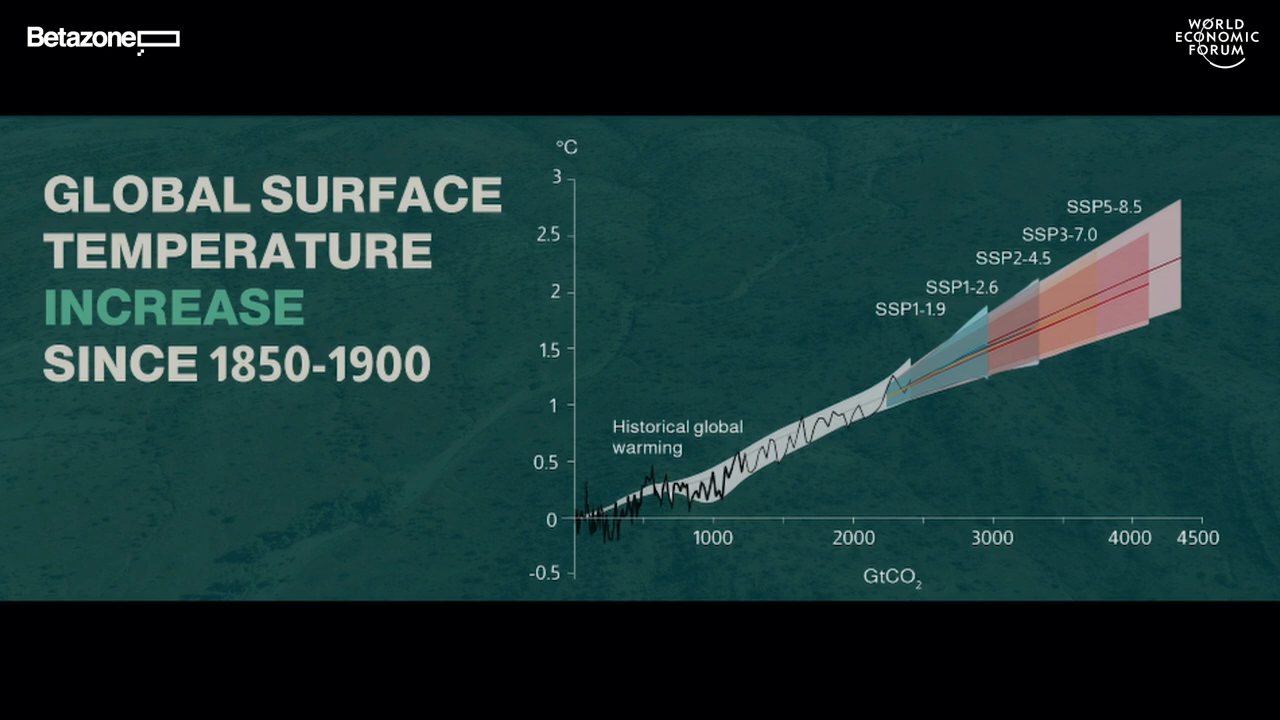 Betazone
WORLD
ECONOMIC
FORUM
GLOBAL SURFACE
TEMPERATURE
INCREASE
SINCE 1850-1900
°C
3
2.5
2
1.5
1
0.5
0
-0.5
SSP5-8.5
SSP3-7.0
SSP2-4.5
SSP1-2.6
SSP1-1.9
Historical global
warming
1000 2000 3000 4000 4500
GtCO₂